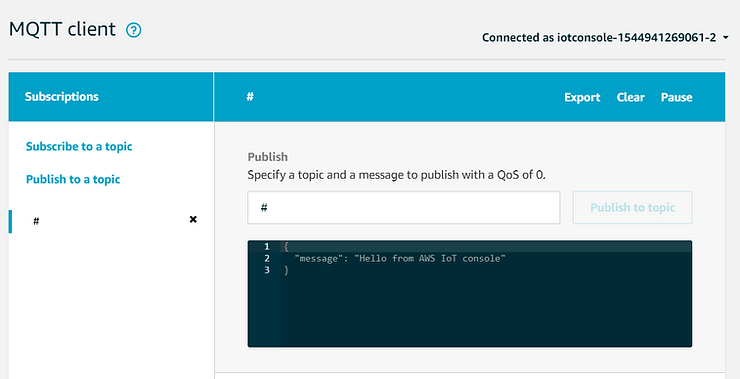 MQTT client ?
Connected as iotconsole-1544941269061-2
Subscriptions
#
Export Clear Pause
Subscribe to a topic
Publish to a topic
#
Publish
Specify a topic and a message to publish with a QoS of 0.
#
Publish to topic
1 {
2 "message": "Hello from AWS IoT console"
3 }